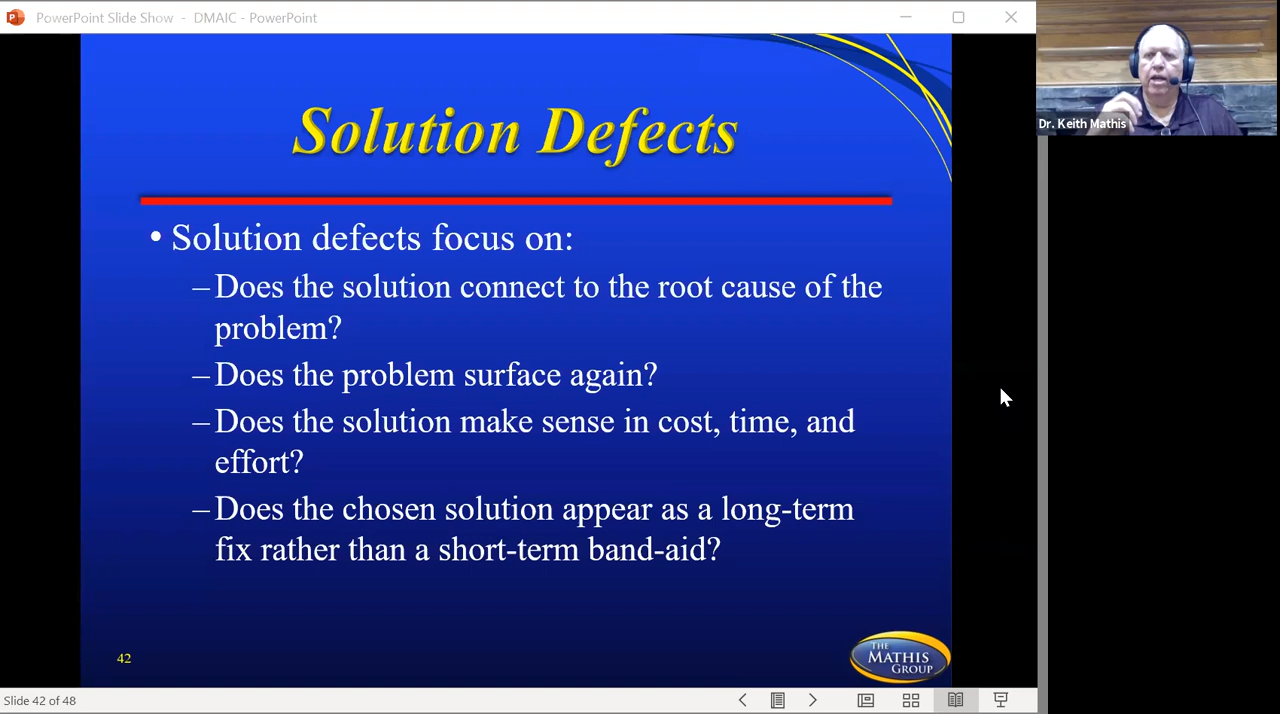 PowerPoint Slide Show - DMAIC - PowerPoint
Dr. Keith Mathis
Solution Defects
• Solution defects focus on:
–Does the solution connect to the root cause of the
problem?
–Does the problem surface again?
–Does the solution make sense in cost, time, and
effort?
–Does the chosen solution appear as a long-term
fix rather than a short-term band-aid?
42
THE
MATHIS
GROUP
Slide 42 of 48